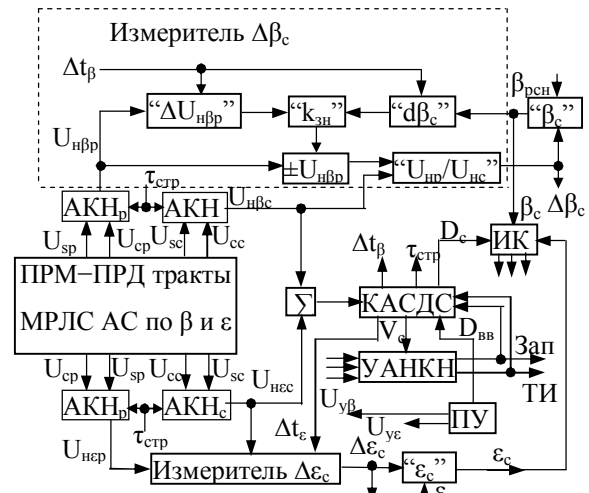 Измеритель Δβс
Δtβ
βрсн
“ΔUнβр”
“kзн”
“dβс”
“βс”
Uнβр
±Uнβр
“Uнр/Uнс”
τстр
Uнβс
АКНр
АКН
βс
Δβс
Usр
Uср
Usс
Uсс
Dс
ИК
Δtβ
τстр
ПРМ–ПРД тракты
МРЛС АС по β и ε
Σ
КАСДС
Vс
Dвв
Зап
УАНКН
ТИ
Uср
Usр
Uсс
Usс
Uнεс
Uуβ
ПУ
Uуε
АКНр
АКНс
τстр
Δtε
Uнεр
Измеритель Δεс
Δεс
“εс”
εс